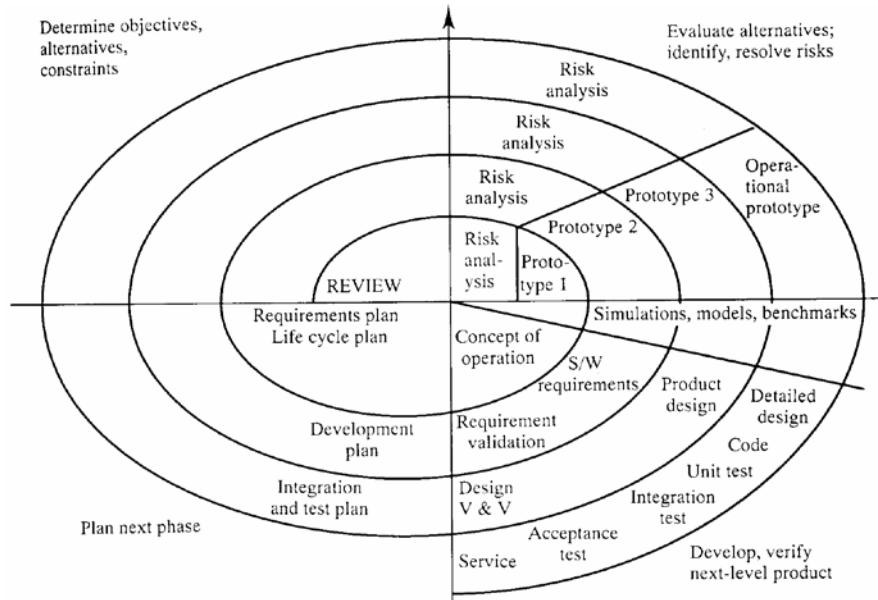 Determine objectives,
alternatives,
constraints
Evaluate alternatives;
identify, resolve risks
Risk
analysis
Risk
analysis
Risk
analysis
Risk
anal-
ysis
Proto-
type 1
Prototype 2
Prototype 3
Opera-
tional
prototype
REVIEW
Requirements plan
Life cycle plan
Development
plan
Integration
and test plan
Plan next phase
Simulations, models, benchmarks
Concept of
operation
S/W
requirements
Requirement
validation
Product
design
Design
V & V
Detailed
design
Code
Unit test
Integration
test
Acceptance
test
Service
Develop, verify
next-level product